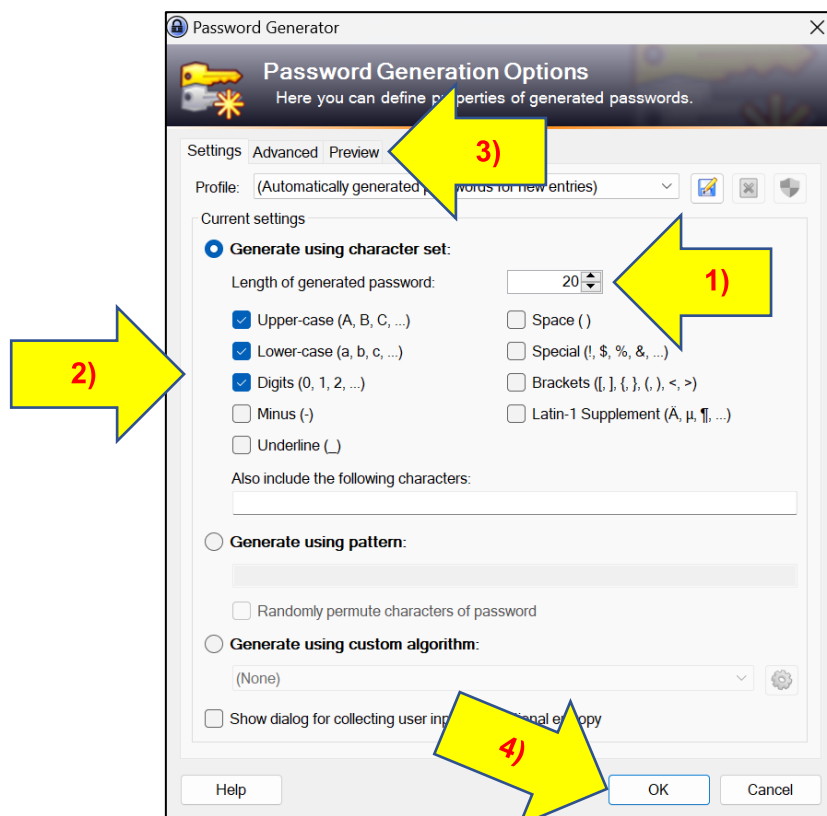 Password Generator
Password Generation Options
Here you can define properties of generated passwords.
Settings Advanced Preview
3)
Profile: (Automatically generated passwords for new entries)
Current settings
Generate using character set:
Length of generated password: 20
1)
Upper-case (A, B, C, ...) Space ( )
Lower-case (a, b, c, ...) Special (!, $, %, &, ...)
2)
Digits (0, 1, 2, ...) Brackets ([, ], {, }, (, ), <, >)
Minus (-) Latin-1 Supplement (Ä, µ, ¶, ...)
Underline (_)
Also include the following characters:
Generate using pattern:
Randomly permute characters of password
Generate using custom algorithm:
(None)
Show dialog for collecting user entropy
4)
Help OK Cancel